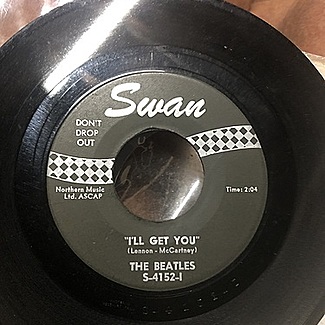 Swan
DON'T
DROP
OUT
Northern Music
Ltd. ASCAP
Time: 2:04
"I'LL GET YOU"
(Lennon - McCartney)
THE BEATLES
S-4152-I